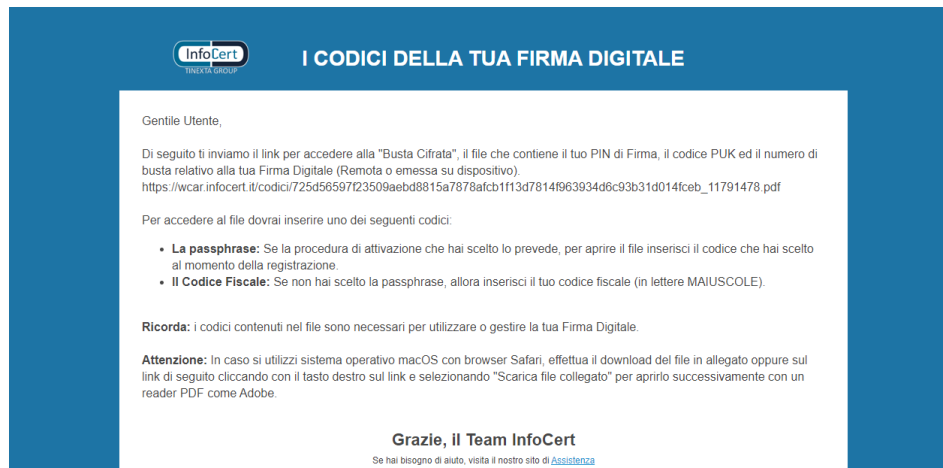 InfoCert
TINEXTA GROUP
I CODICI DELLA TUA FIRMA DIGITALE
Gentile Utente,
Di seguito ti inviamo il link per accedere alla "Busta Cifrata", il file che contiene il tuo PIN di Firma, il codice PUK ed il numero di
busta relativo alla tua Firma Digitale (Remota o emessa su dispositivo).
https://wcar.infocert.it/codici/725d56597f23509aebd8815a7878afcb1f13d7814f963934d6c93b31d014fceb_11791478.pdf
Per accedere al file dovrai inserire uno dei seguenti codici:
• La passphrase: Se la procedura di attivazione che hai scelto lo prevede, per aprire il file inserisci il codice che hai scelto
al momento della registrazione.
• Il Codice Fiscale: Se non hai scelto la passphrase, allora inserisci il tuo codice fiscale (in lettere MAIUSCOLE).
Ricorda: i codici contenuti nel file sono necessari per utilizzare o gestire la tua Firma Digitale.
Attenzione: In caso si utilizzi sistema operativo macOS con browser Safari, effettua il download del file in allegato oppure sul
link di seguito cliccando con il tasto destro sul link e selezionando "Scarica file collegato" per aprirlo successivamente con un
reader PDF come Adobe.
Grazie, il Team InfoCert
Se hai bisogno di aiuto, visita il nostro sito di Assistenza